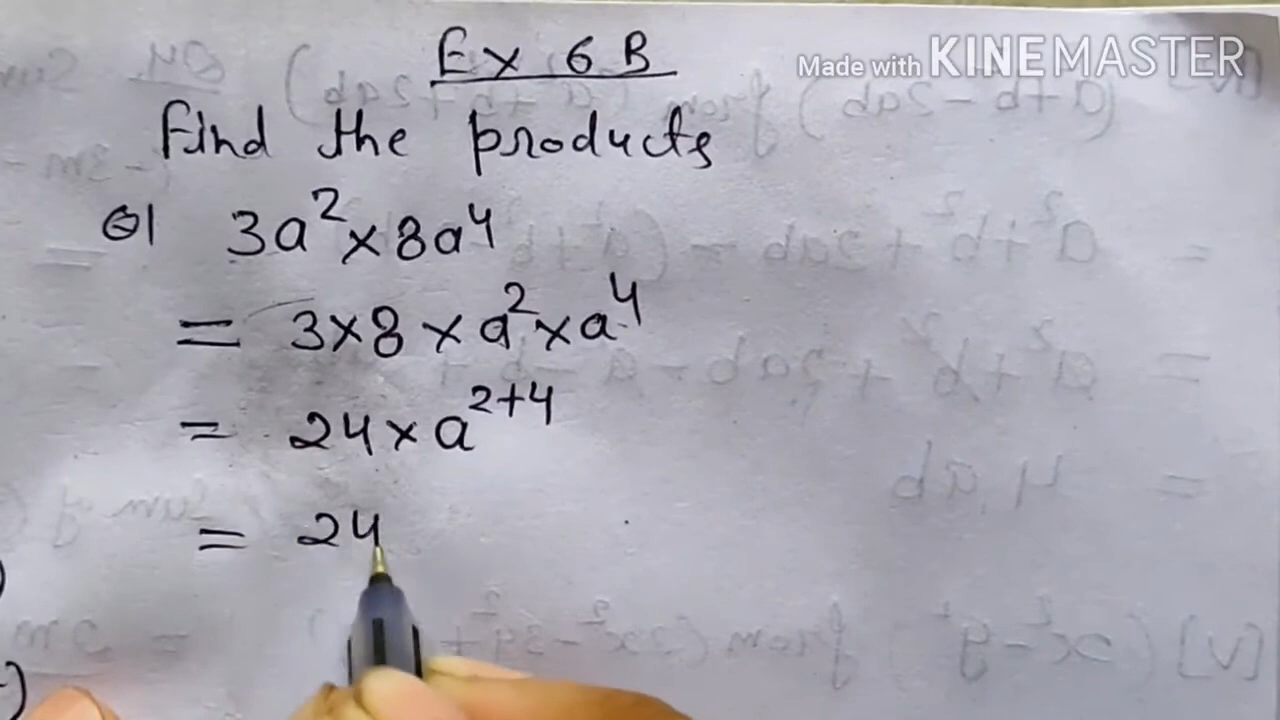 Made with KINEMASTER
Ex 6 B
Find the products
Q1 3a²×8a⁴
= 3×8×a²×a⁴
= 24×a²⁺⁴
= 24